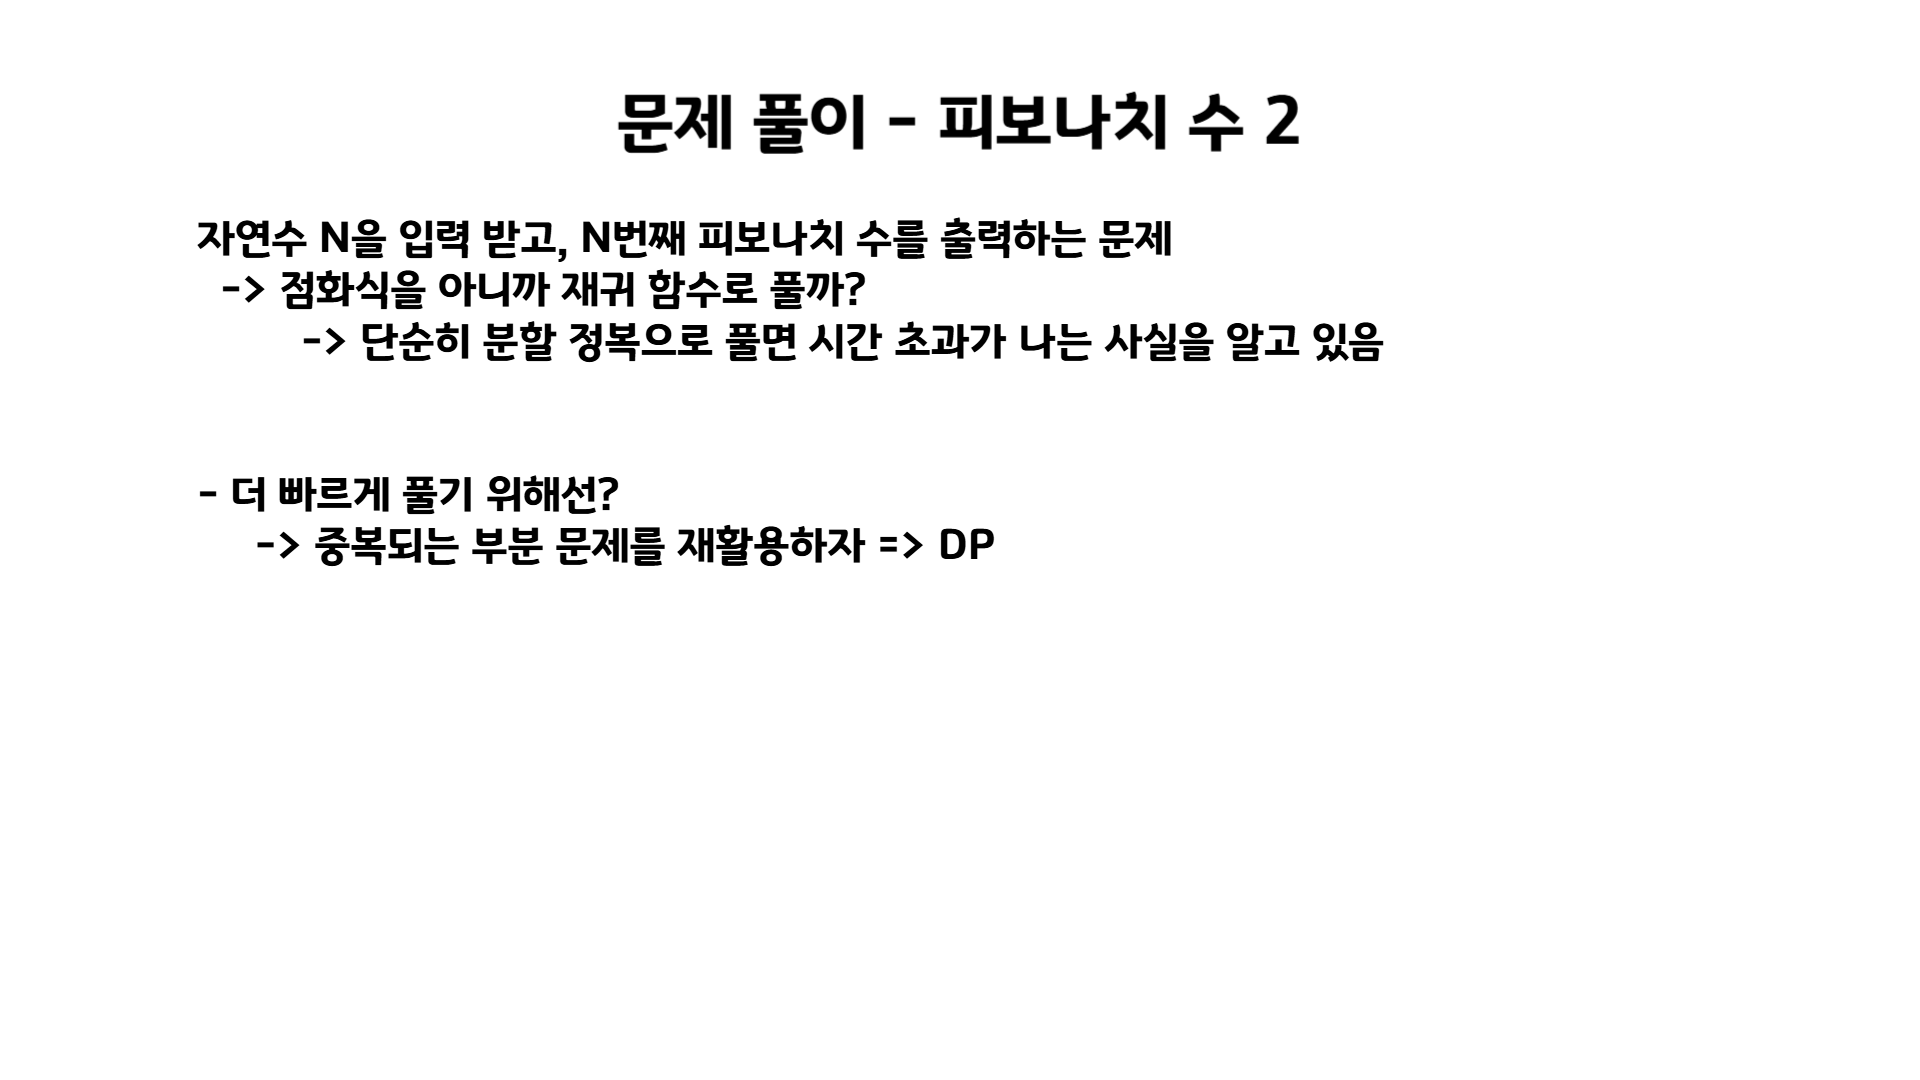 문제 풀이 - 피보나치 수 2
자연수 N을 입력 받고, N번째 피보나치 수를 출력하는 문제
-> 점화식을 아니까 재귀 함수로 풀까?
-> 단순히 분할 정복으로 풀면 시간 초과가 나는 사실을 알고 있음
- 더 빠르게 풀기 위해선?
-> 중복되는 부분 문제를 재활용하자 => DP